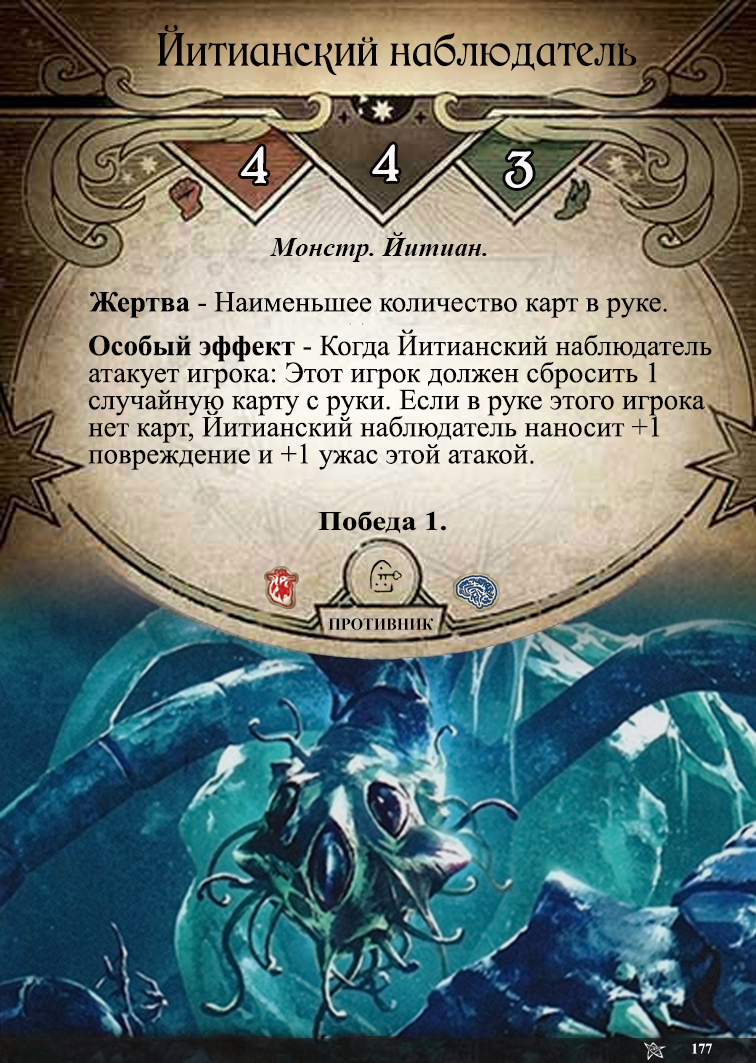 Йитианский наблюдатель
4 4 3
Монстр. Йитиан.
Жертва - Наименьшее количество карт в руке.
Особый эффект - Когда Йитианский наблюдатель
атакует игрока: Этот игрок должен сбросить 1
случайную карту с руки. Если в руке этого игрока
нет карт, Йитианский наблюдатель наносит +1
повреждение и +1 ужас этой атакой.
Победа 1.
ПРОТИВНИК
177